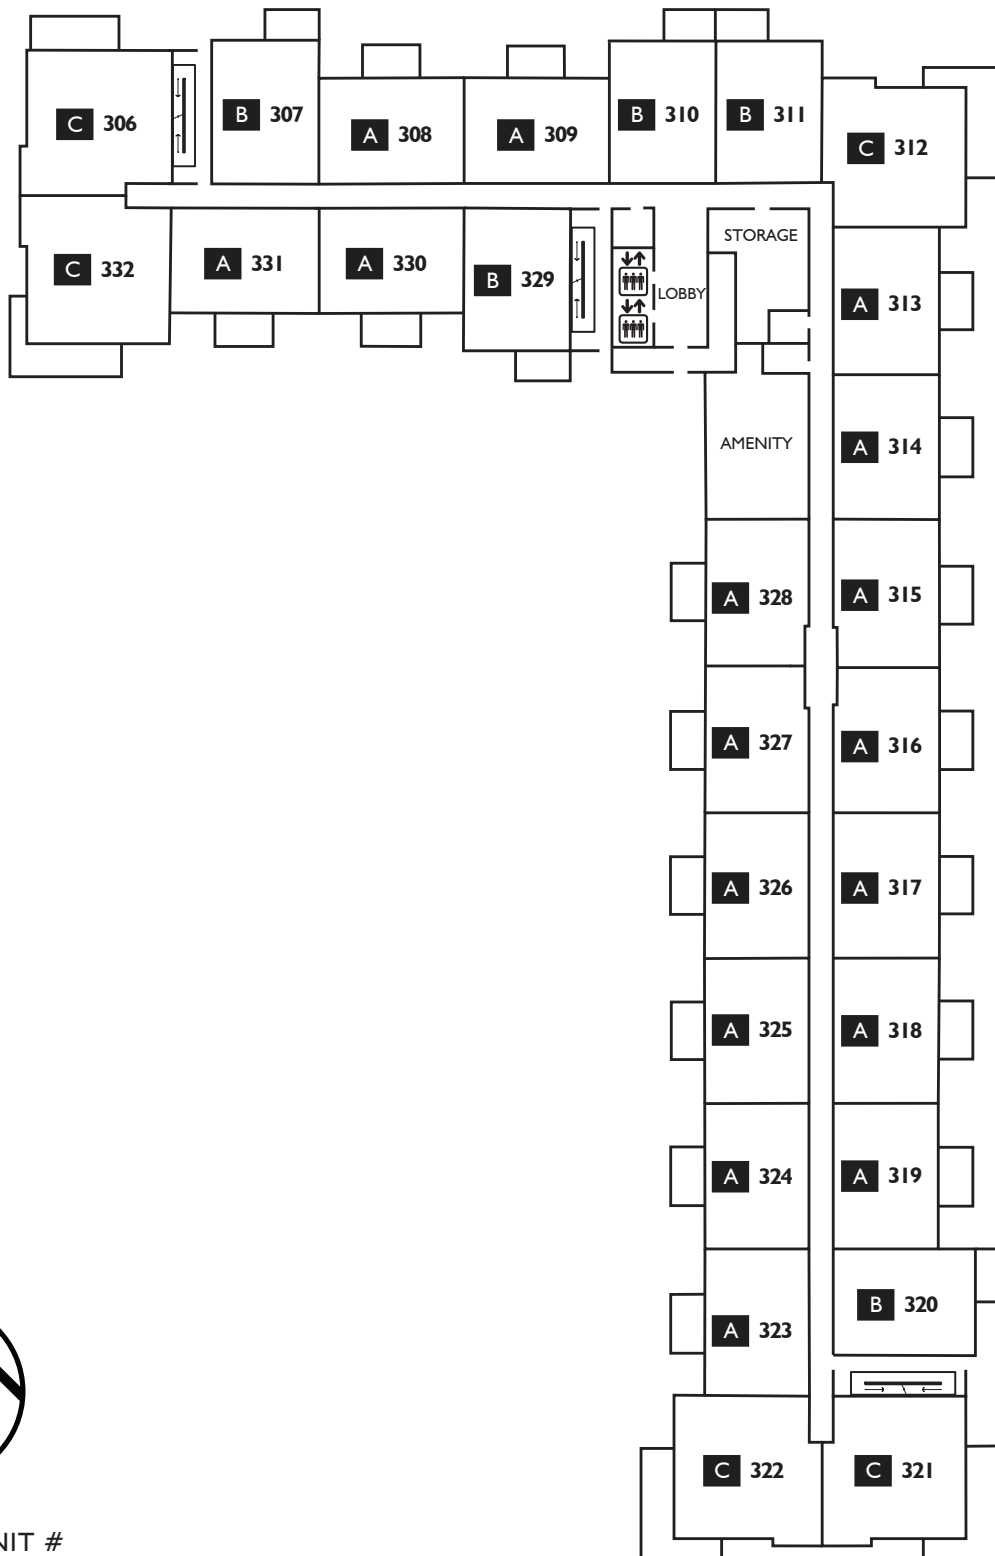 C 306
B 307
A 308
A 309
B 310
B 311
C 312
C 332
A 331
A 330
B 329
STORAGE
LOBBY
A 313
AMENITY
A 314
A 328
A 315
A 327
A 316
A 326
A 317
A 325
A 318
A 324
A 319
A 323
B 320
C 322
C 321
NIT #